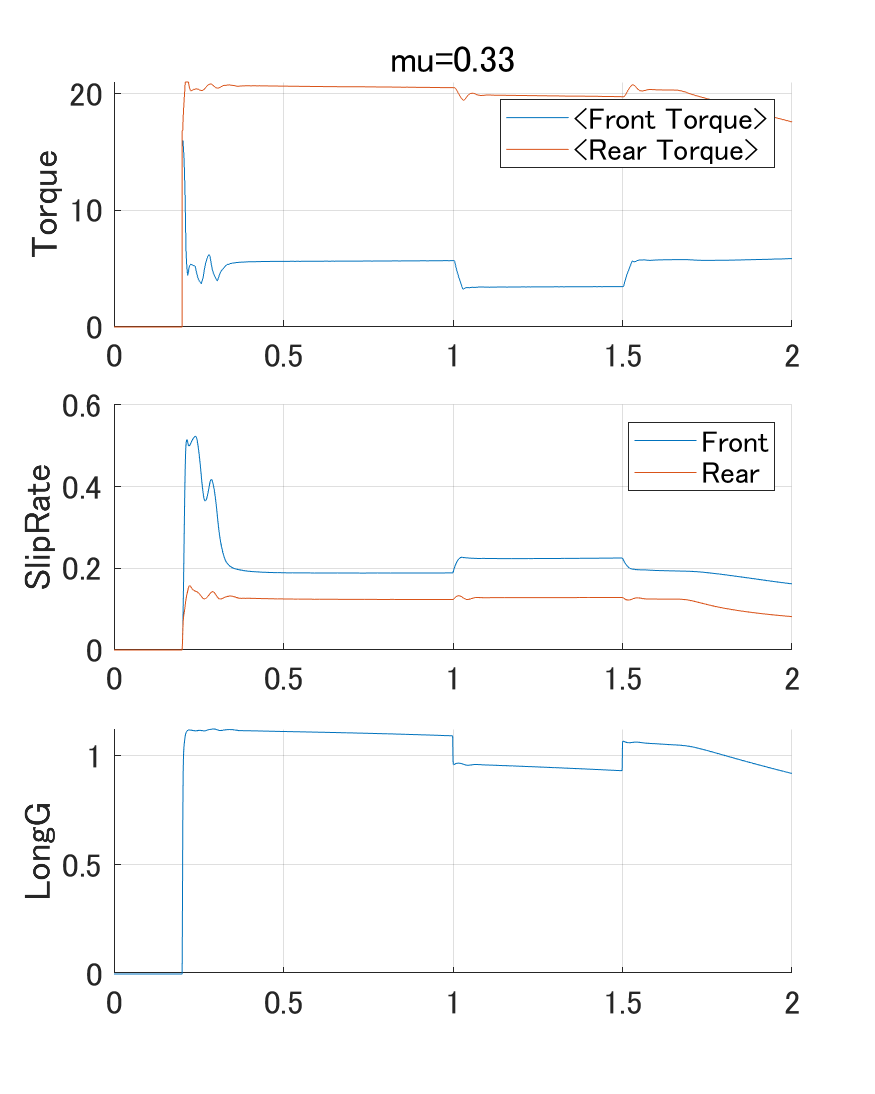 mu=0.33
Torque
20
10
0
<Front Torque>
<Rear Torque>
0 0.5 1 1.5 2
SlipRate
0.6
0.4
0.2
0
Front
Rear
0 0.5 1 1.5 2
LongG
1
0.5
0
0 0.5 1 1.5 2